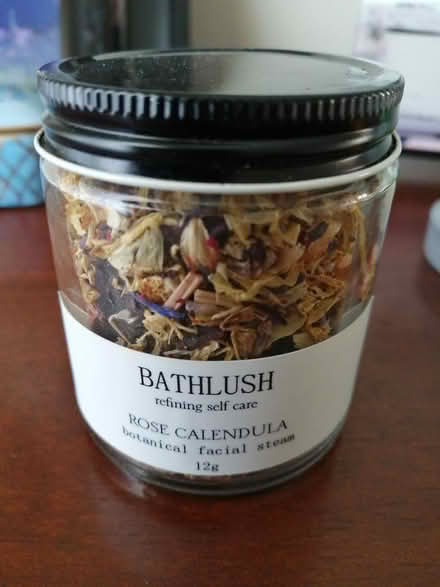 BATHLUSH
refining self care
ROSE CALENDULA
botanical facial steam
12g